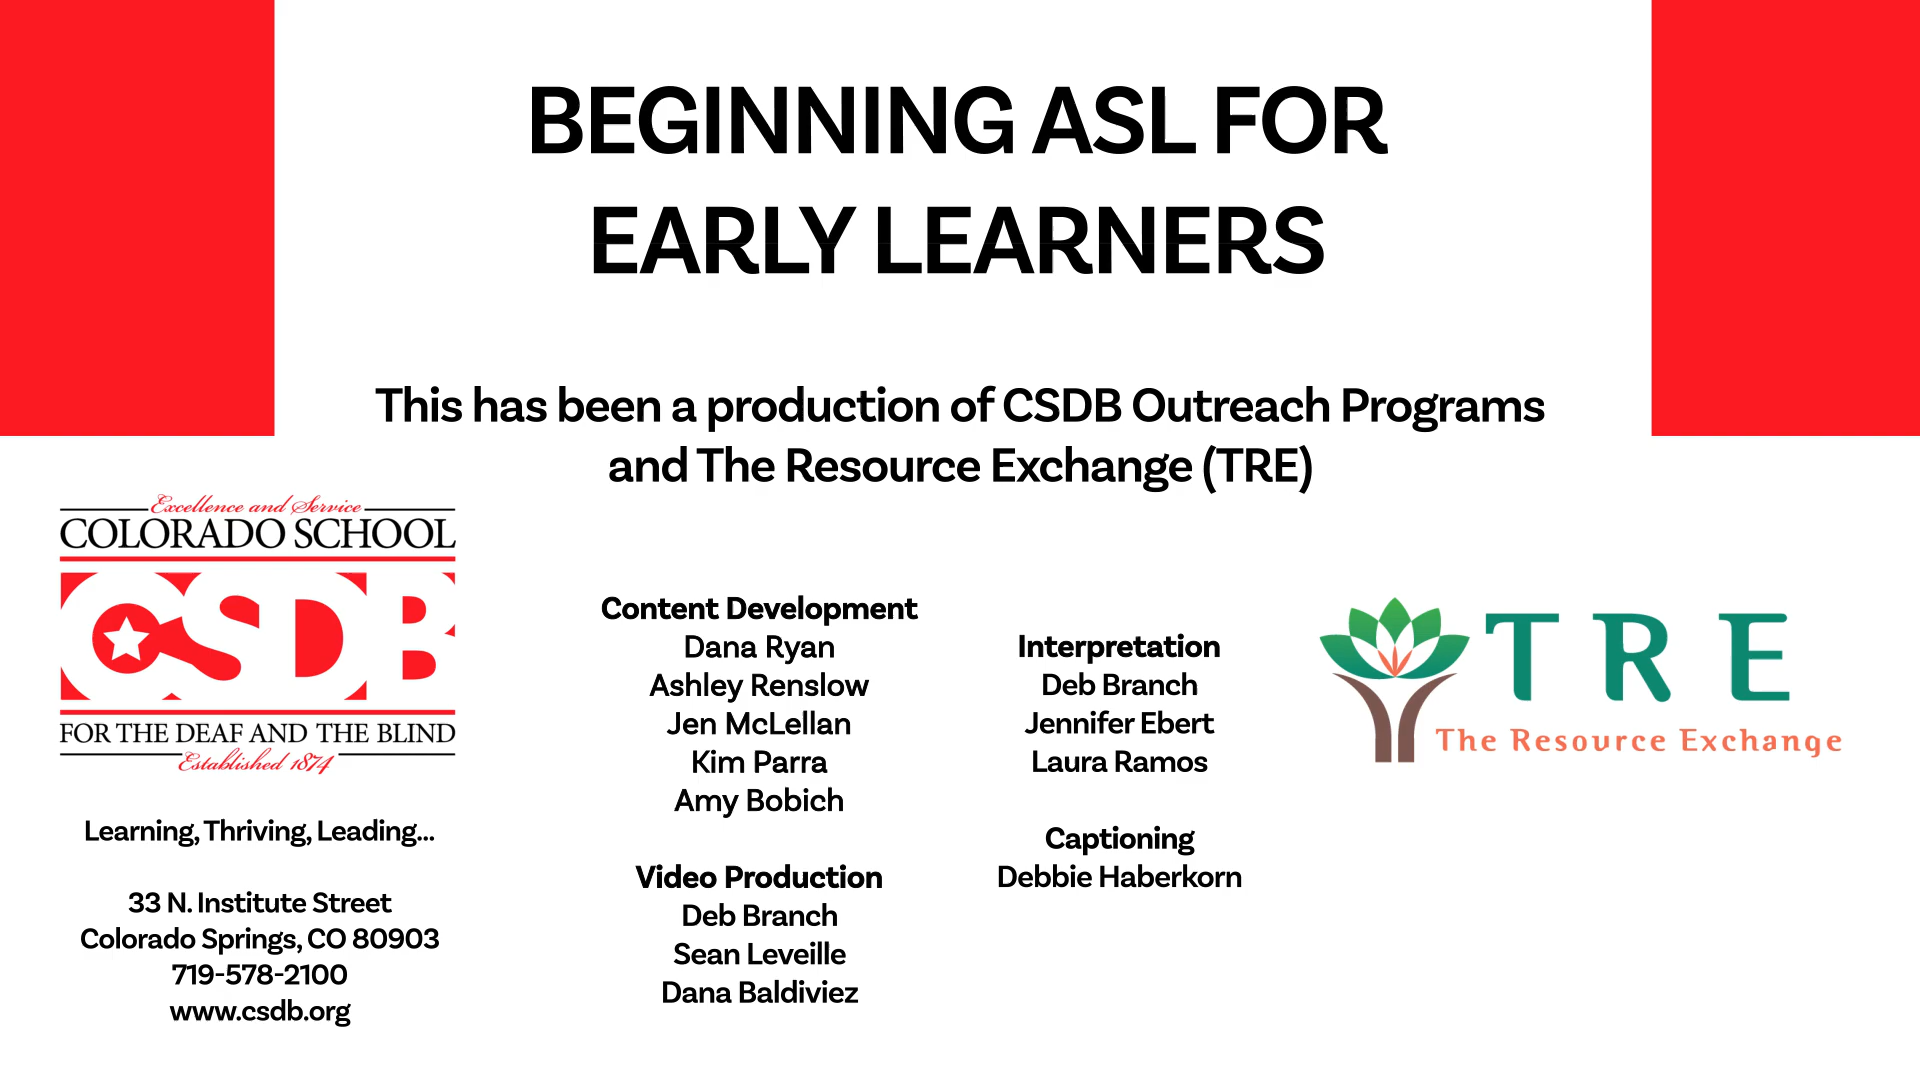 BEGINNING ASL FOR
EARLY LEARNERS
This has been a production of CSDB Outreach Programs
and The Resource Exchange (TRE)
Excellence and Service
COLORADO SCHOOL
CSDB
FOR THE DEAF AND THE BLIND
Established 1874
Learning, Thriving, Leading...
33 N. Institute Street
Colorado Springs, CO 80903
719-578-2100
www.csdb.org
Content Development
Dana Ryan
Ashley Renslow
Jen McLellan
Kim Parra
Amy Bobich
Video Production
Deb Branch
Sean Leveille
Dana Baldiviez
Interpretation
Deb Branch
Jennifer Ebert
Laura Ramos
Captioning
Debbie Haberkorn
TRE
The Resource Exchange